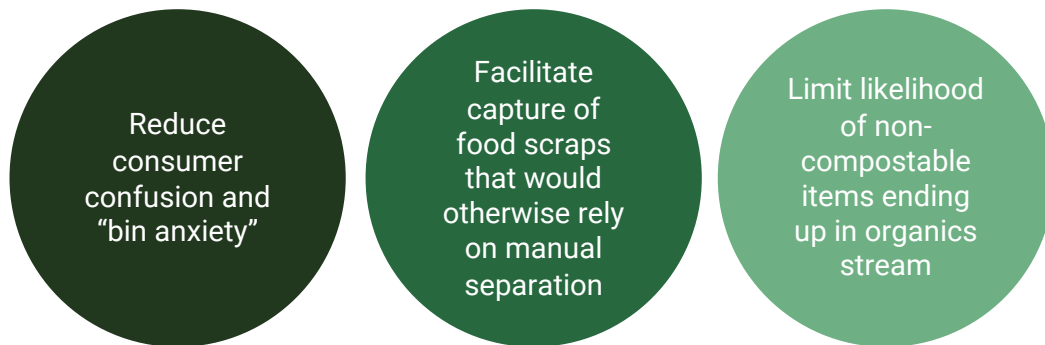 Reduce
consumer
confusion and
“bin anxiety”
Facilitate
capture of
food scraps
that would
otherwise rely
on manual
separation
Limit likelihood
of non-
compostable
items ending
up in organics
stream